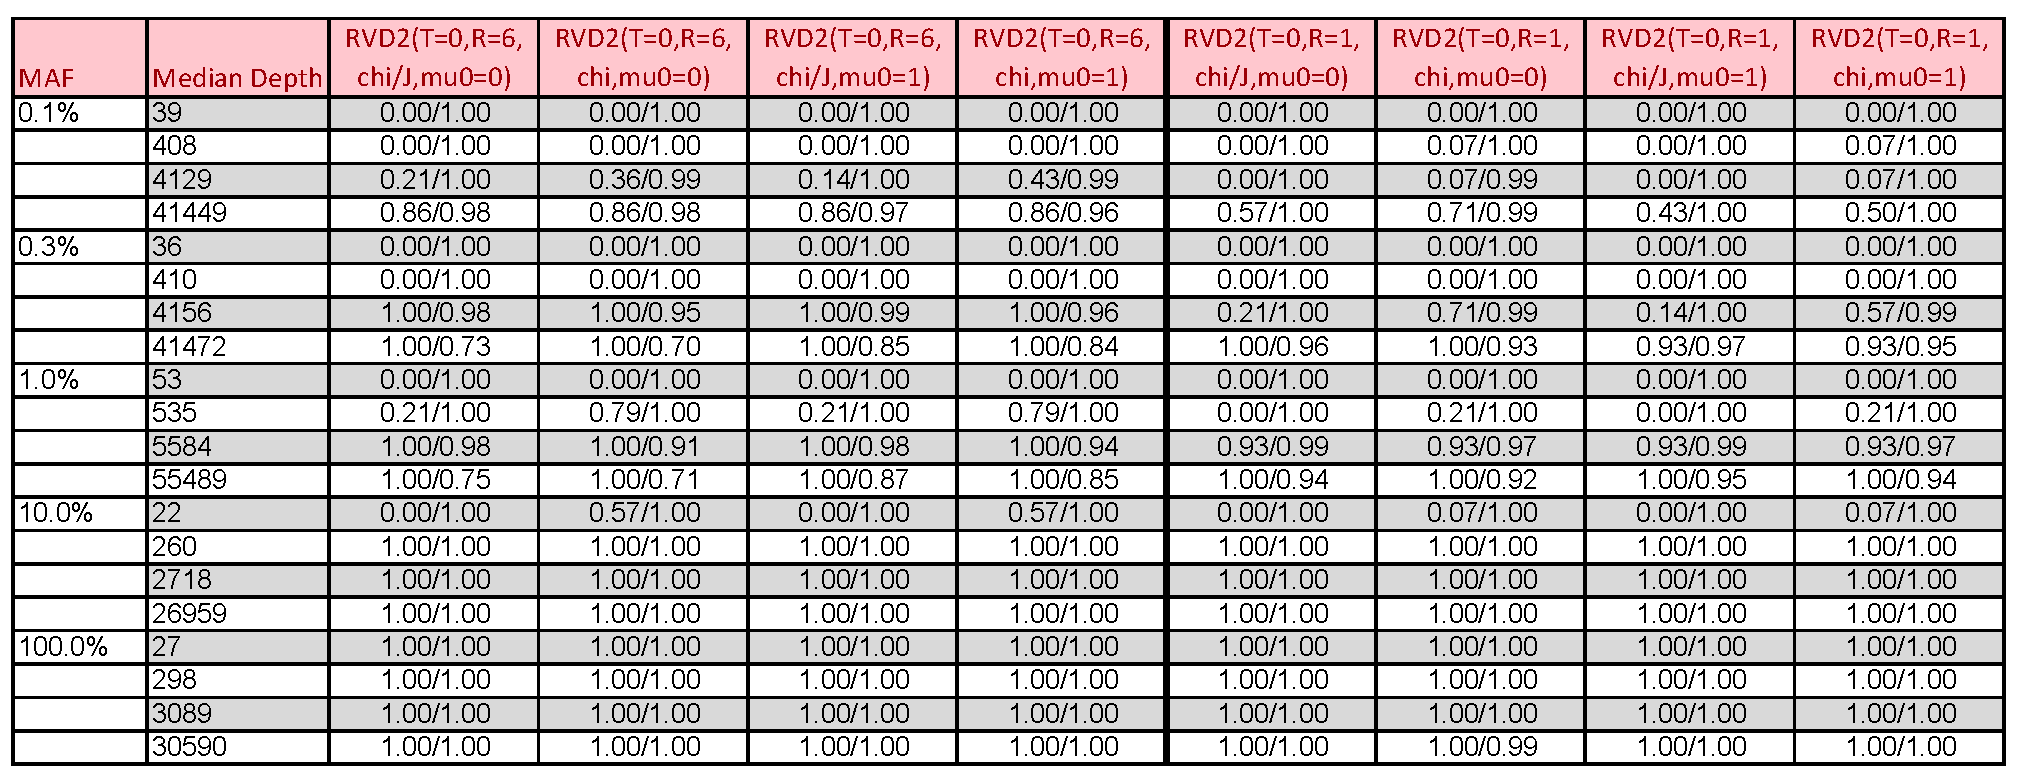 MAF Median Depth RVD2(T=0,R=6, chi/J,mu0=0) RVD2(T=0,R=6, chi,mu0=0) RVD2(T=0,R=6, chi/J,mu0=1) RVD2(T=0,R=6, chi,mu0=1) RVD2(T=0,R=1, chi/J,mu0=0) RVD2(T=0,R=1, chi,mu0=0) RVD2(T=0,R=1, chi/J,mu0=1) RVD2(T=0,R=1, chi,mu0=1)
0.1% 39 0.00/1.00 0.00/1.00 0.00/1.00 0.00/1.00 0.00/1.00 0.00/1.00 0.00/1.00 0.00/1.00
408 0.00/1.00 0.00/1.00 0.00/1.00 0.00/1.00 0.00/1.00 0.07/1.00 0.00/1.00 0.07/1.00
4129 0.21/1.00 0.36/0.99 0.14/1.00 0.43/0.99 0.00/1.00 0.07/0.99 0.00/1.00 0.07/1.00
41449 0.86/0.98 0.86/0.98 0.86/0.97 0.86/0.96 0.57/1.00 0.71/0.99 0.43/1.00 0.50/1.00
0.3% 36 0.00/1.00 0.00/1.00 0.00/1.00 0.00/1.00 0.00/1.00 0.00/1.00 0.00/1.00 0.00/1.00
410 0.00/1.00 0.00/1.00 0.00/1.00 0.00/1.00 0.00/1.00 0.00/1.00 0.00/1.00 0.00/1.00
4156 1.00/0.98 1.00/0.95 1.00/0.99 1.00/0.96 0.21/1.00 0.71/0.99 0.14/1.00 0.57/0.99
41472 1.00/0.73 1.00/0.70 1.00/0.85 1.00/0.84 1.00/0.96 1.00/0.93 0.93/0.97 0.93/0.95
1.0% 53 0.00/1.00 0.00/1.00 0.00/1.00 0.00/1.00 0.00/1.00 0.00/1.00 0.00/1.00 0.00/1.00
535 0.21/1.00 0.79/1.00 0.21/1.00 0.79/1.00 0.00/1.00 0.21/1.00 0.00/1.00 0.21/1.00
5584 1.00/0.98 1.00/0.91 1.00/0.98 1.00/0.94 0.93/0.99 0.93/0.97 0.93/0.99 0.93/0.97
55489 1.00/0.75 1.00/0.71 1.00/0.87 1.00/0.85 1.00/0.94 1.00/0.92 1.00/0.95 1.00/0.94
10.0% 22 0.00/1.00 0.57/1.00 0.00/1.00 0.57/1.00 0.00/1.00 0.07/1.00 0.00/1.00 0.07/1.00
260 1.00/1.00 1.00/1.00 1.00/1.00 1.00/1.00 1.00/1.00 1.00/1.00 1.00/1.00 1.00/1.00
2718 1.00/1.00 1.00/1.00 1.00/1.00 1.00/1.00 1.00/1.00 1.00/1.00 1.00/1.00 1.00/1.00
26959 1.00/1.00 1.00/1.00 1.00/1.00 1.00/1.00 1.00/1.00 1.00/1.00 1.00/1.00 1.00/1.00
100.0% 27 1.00/1.00 1.00/1.00 1.00/1.00 1.00/1.00 1.00/1.00 1.00/1.00 1.00/1.00 1.00/1.00
298 1.00/1.00 1.00/1.00 1.00/1.00 1.00/1.00 1.00/1.00 1.00/1.00 1.00/1.00 1.00/1.00
3089 1.00/1.00 1.00/1.00 1.00/1.00 1.00/1.00 1.00/1.00 1.00/1.00 1.00/1.00 1.00/1.00
30590 1.00/1.00 1.00/1.00 1.00/1.00 1.00/1.00 1.00/1.00 1.00/0.99 1.00/1.00 1.00/1.00